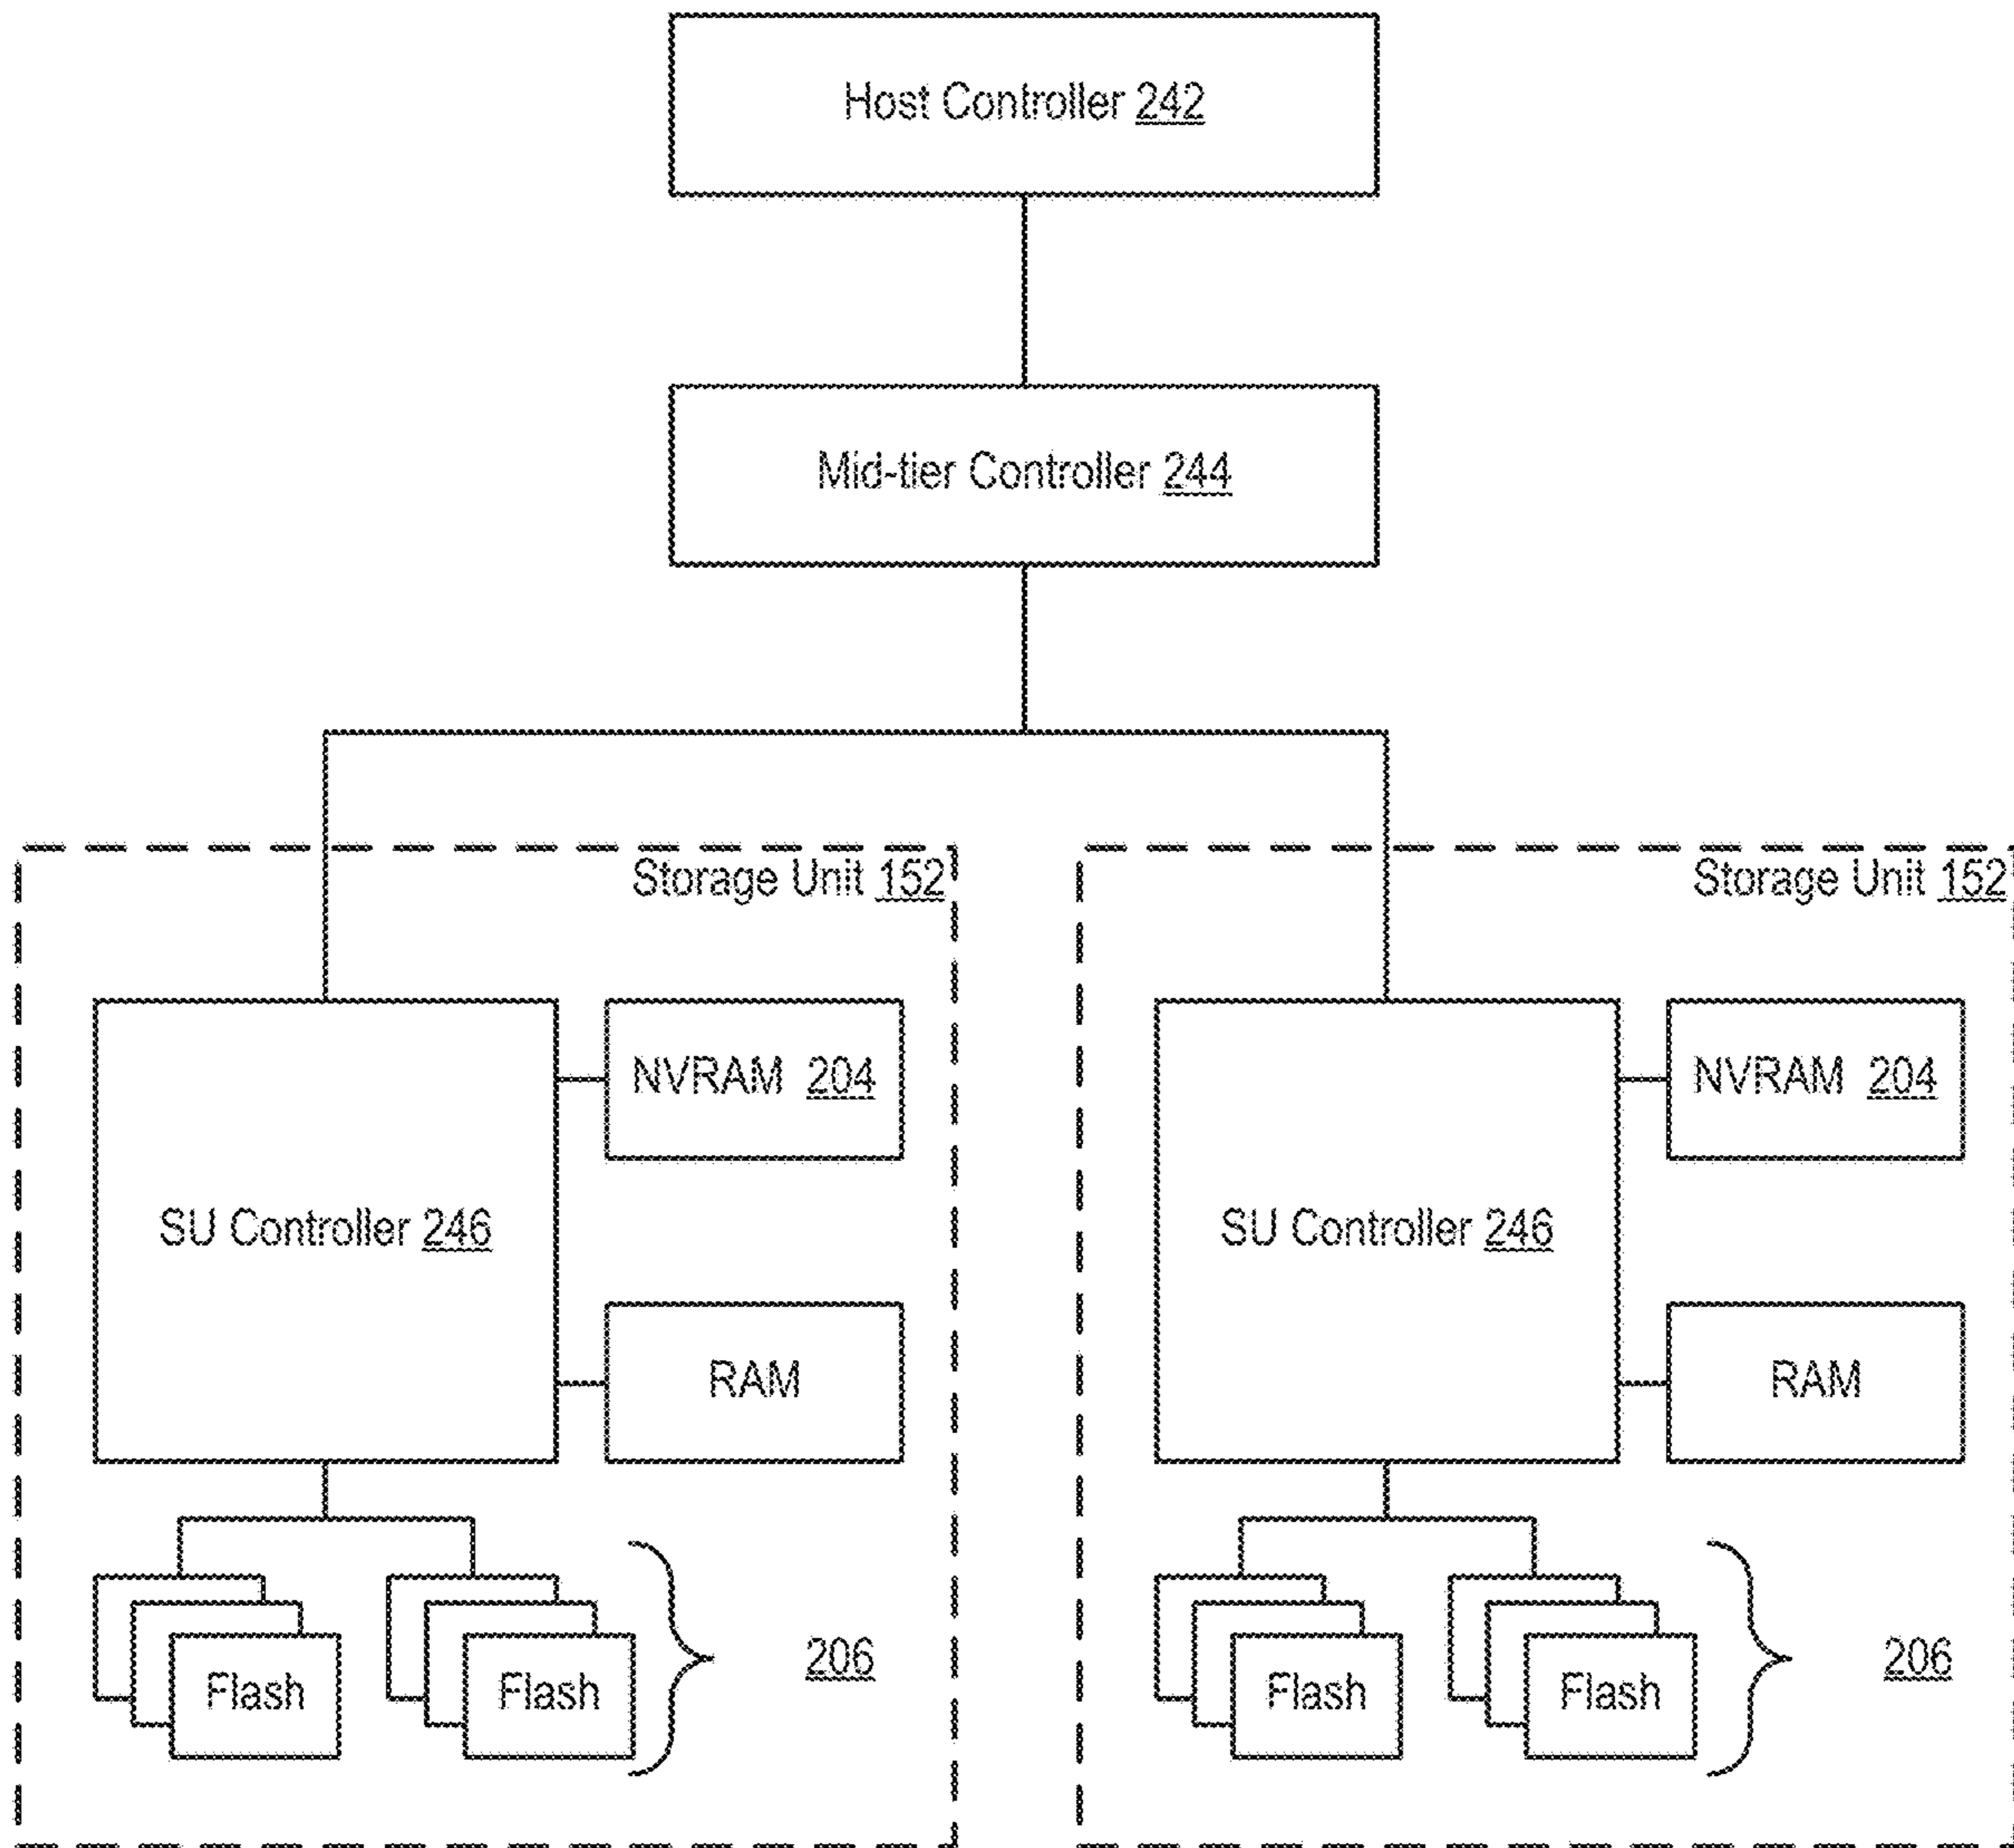 Host Controller 242
Mid-tier Controller 244
Storage Unit 152
Storage Unit 152
NVRAM 204
NVRAM 204
SU Controller 246
SU Controller 246
RAM
RAM
206
206
Flash
Flash
Flash
Flash